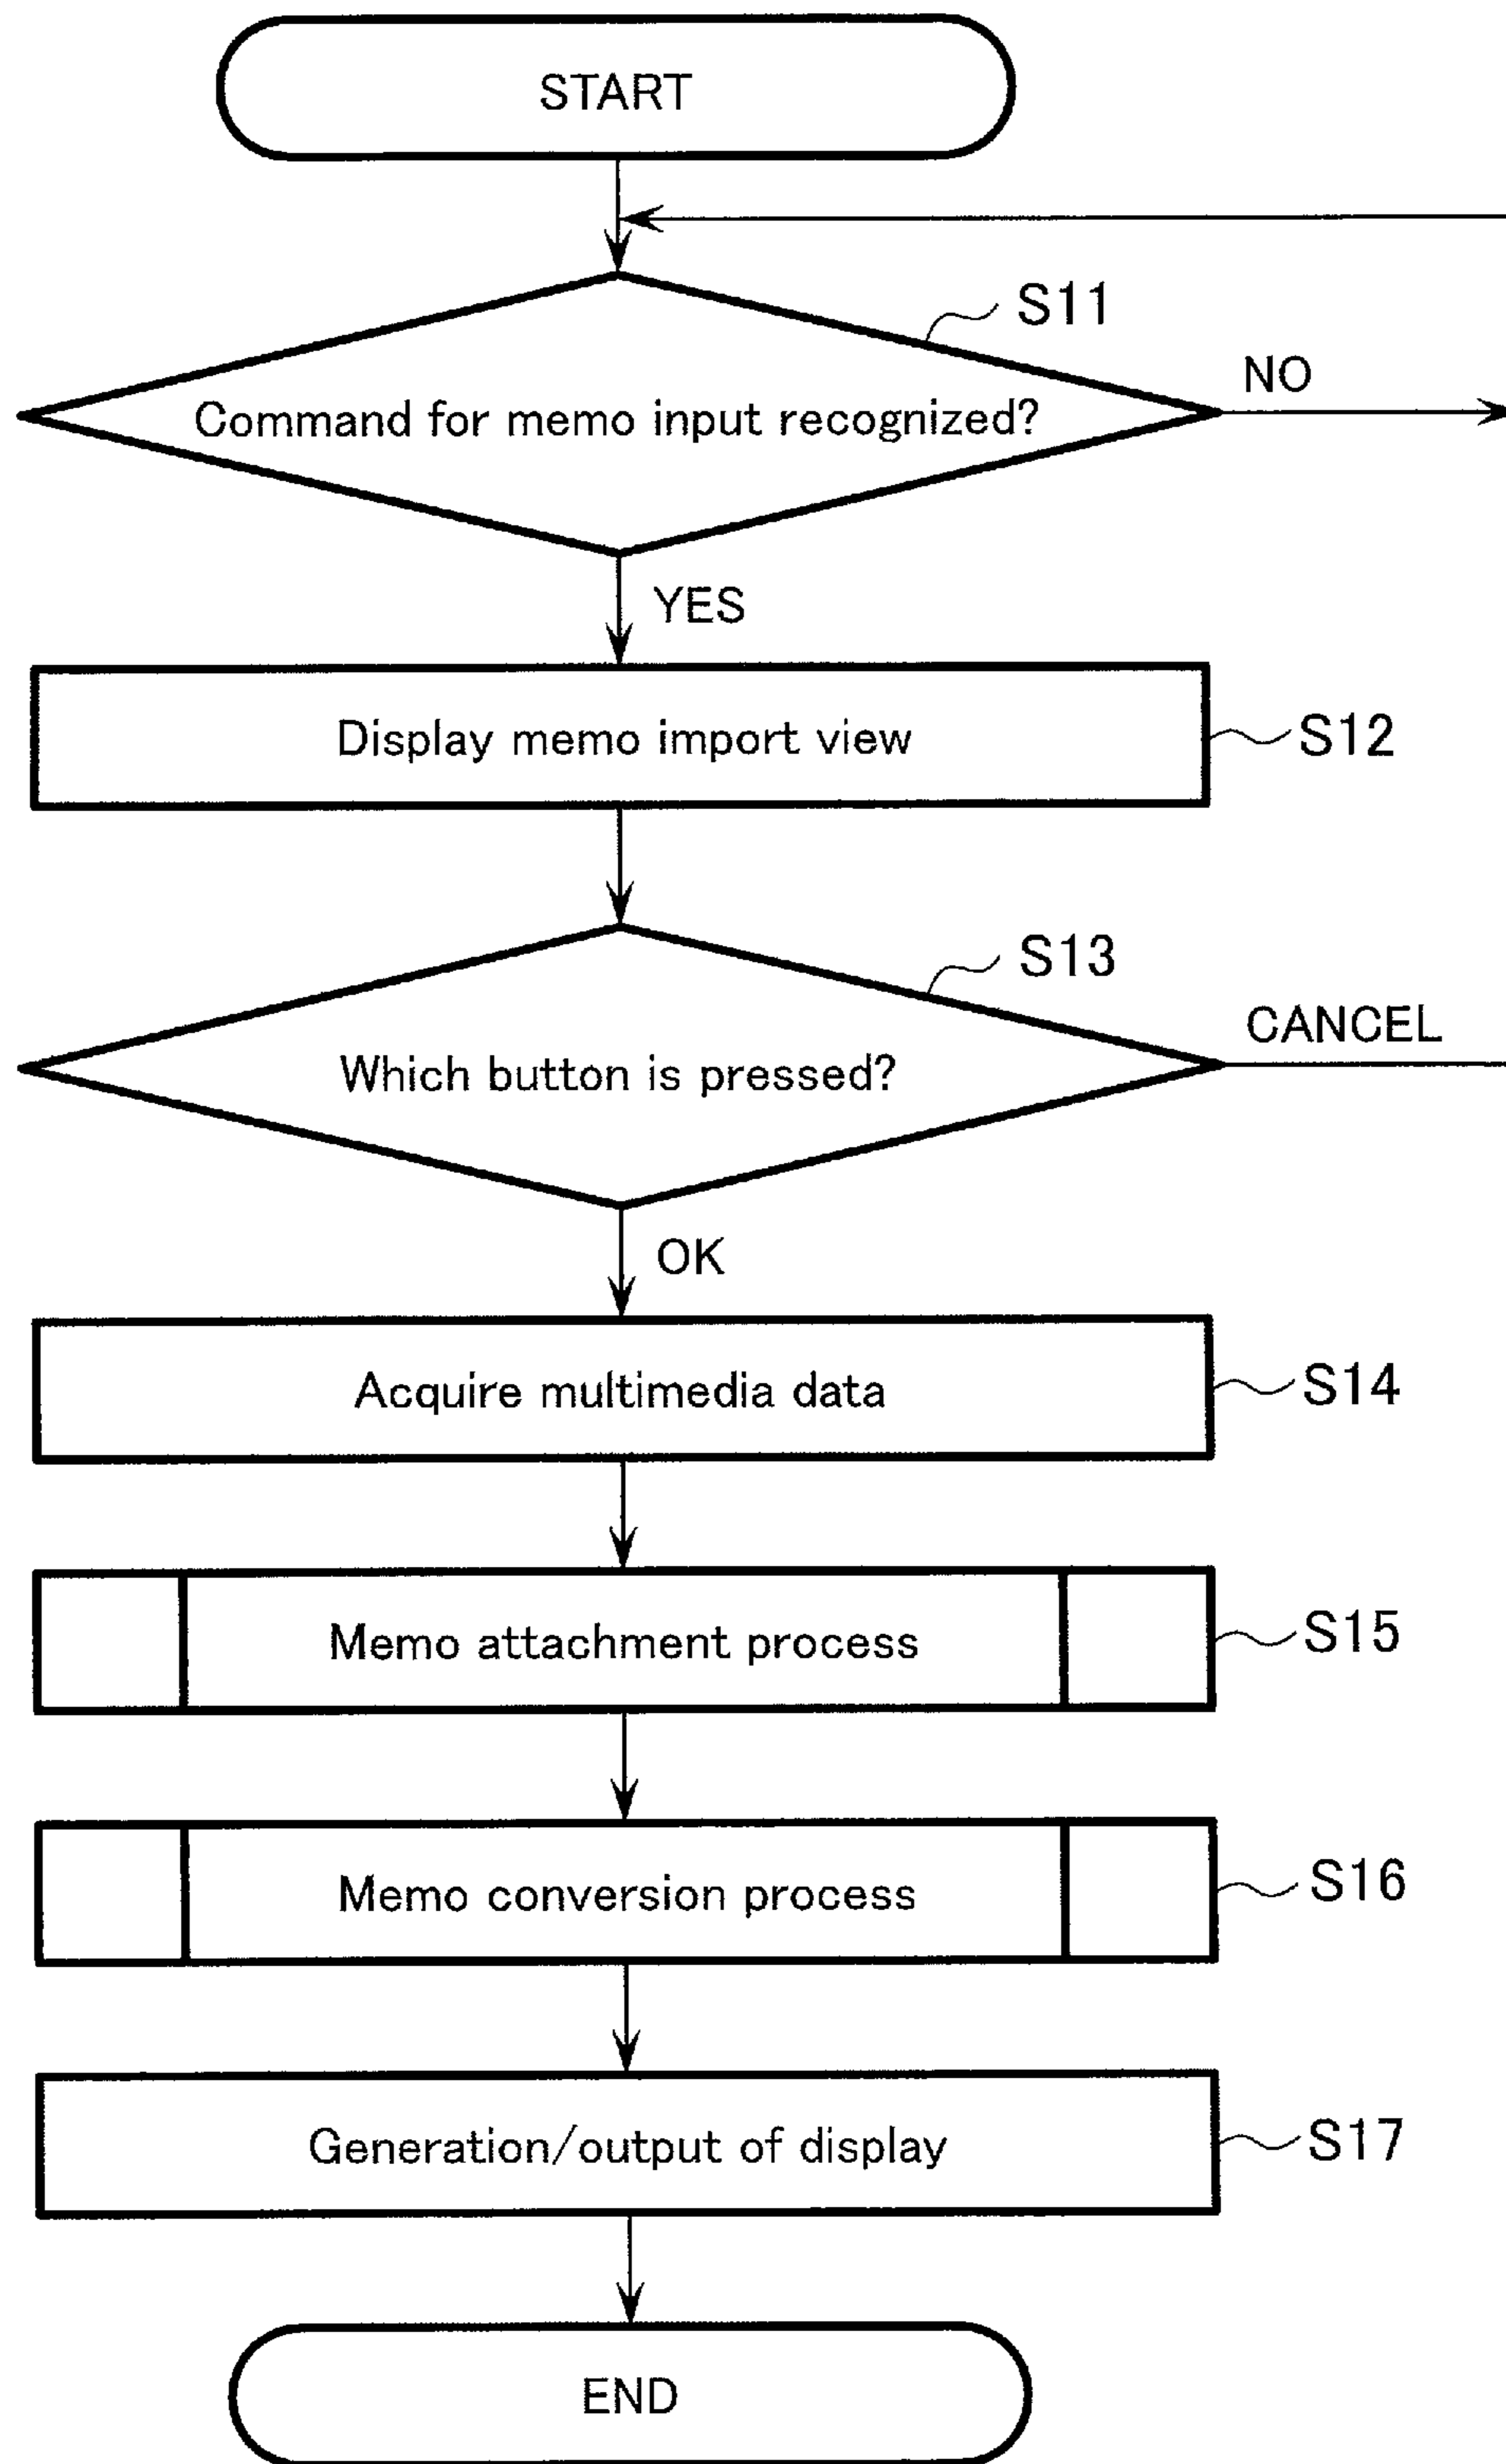 START
S11
NO
Command for memo input recognized?
YES
Display memo import view
S12
S13
CANCEL
Which button is pressed?
OK
Acquire multimedia data
S14
Memo attachment process
S15
Memo conversion process
S16
Generation/output of display
S17
END